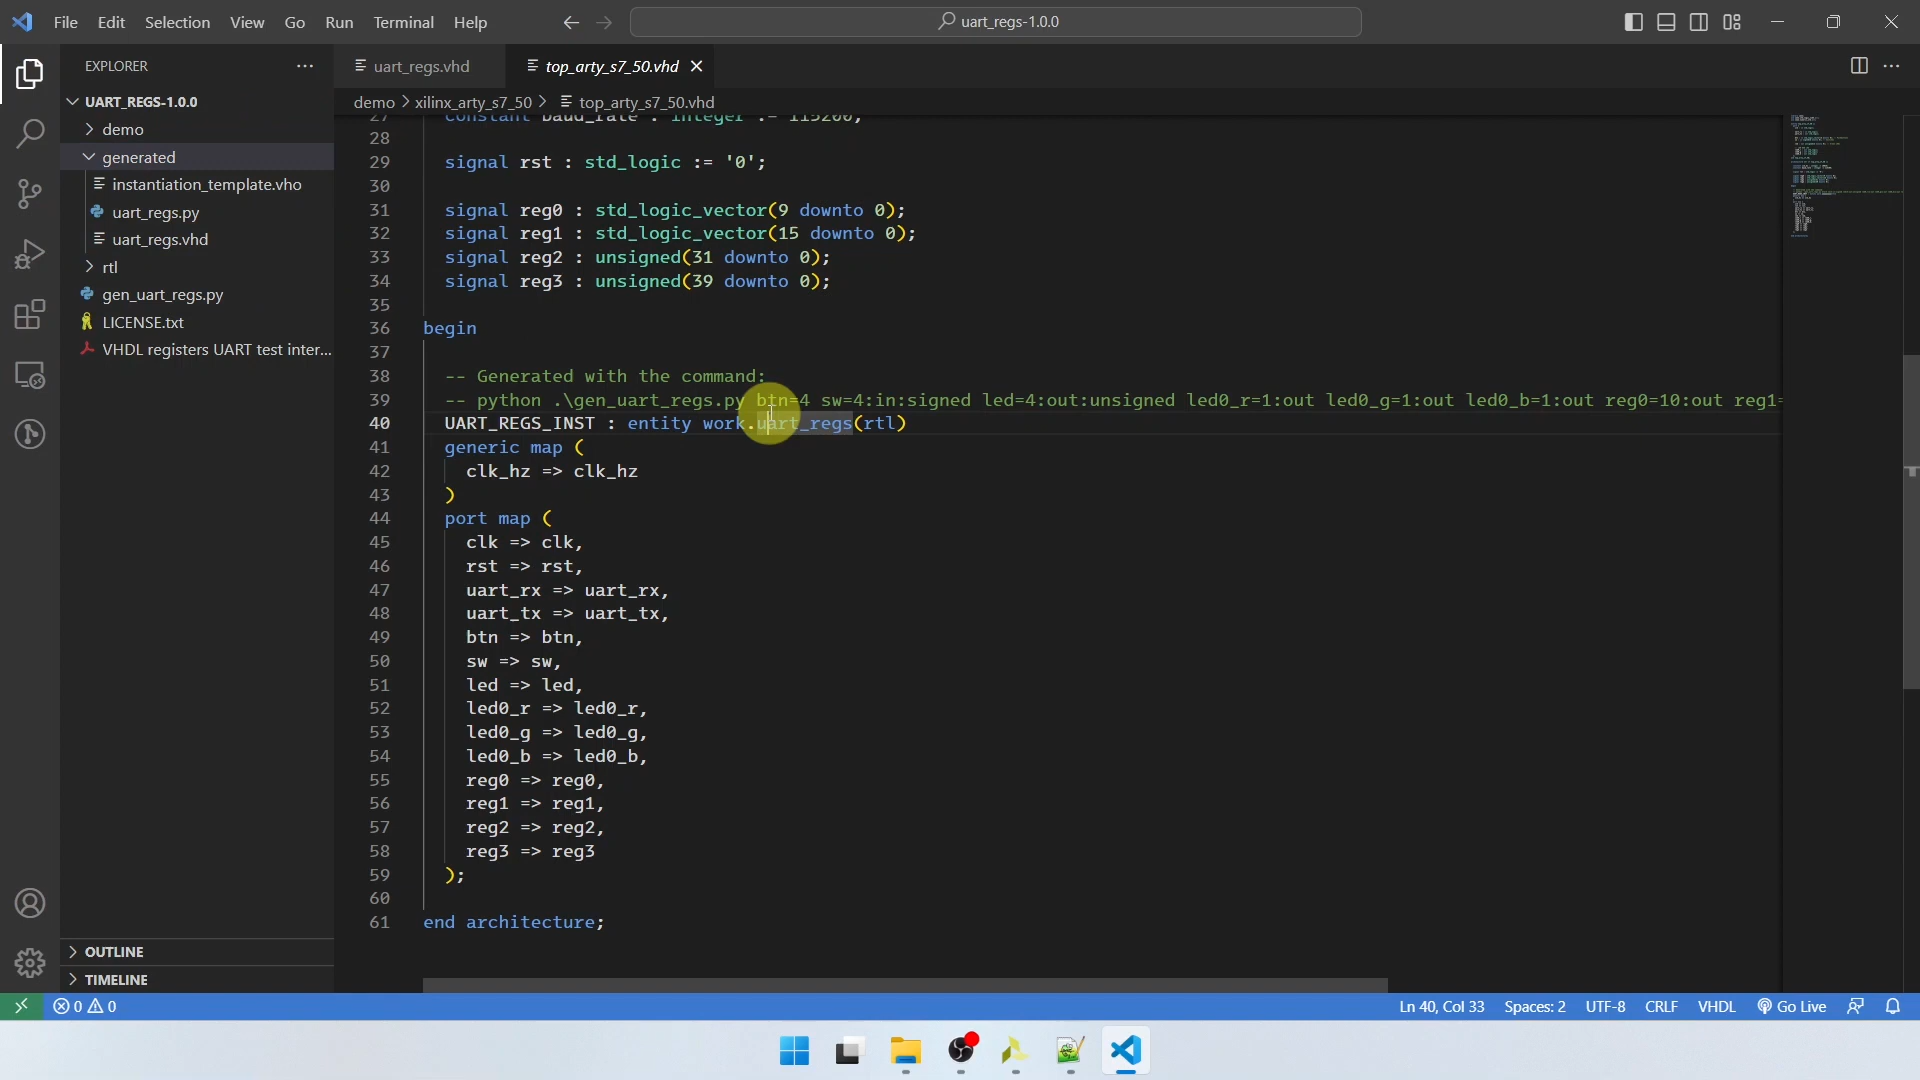 File Edit Selection View Go Run Terminal Help
uart_regs-1.0.0
EXPLORER
UART_REGS-1.0.0
demo
generated
instantiation_template.vho
uart_regs.py
uart_regs.vhd
rtl
gen_uart_regs.py
LICENSE.txt
VHDL registers UART test inter...
OUTLINE
TIMELINE
uart_regs.vhd
top_arty_s7_50.vhd
demo > xilinx_arty_s7_50 > top_arty_s7_50.vhd
27 constant baud_rate : integer := 115200;
28
29 signal rst : std_logic := '0';
30
31 signal reg0 : std_logic_vector(9 downto 0);
32 signal reg1 : std_logic_vector(15 downto 0);
33 signal reg2 : unsigned(31 downto 0);
34 signal reg3 : unsigned(39 downto 0);
35
36 begin
37
38 -- Generated with the command:
39 -- python .\gen_uart_regs.py btn=4 sw=4:in:signed led=4:out:unsigned led0_r=1:out led0_g=1:out led0_b=1:out reg0=10:out reg1=
40 UART_REGS_INST : entity work.uart_regs(rtl)
41 generic map (
42 clk_hz => clk_hz
43 )
44 port map (
45 clk => clk,
46 rst => rst,
47 uart_rx => uart_rx,
48 uart_tx => uart_tx,
49 btn => btn,
50 sw => sw,
51 led => led,
52 led0_r => led0_r,
53 led0_g => led0_g,
54 led0_b => led0_b,
55 reg0 => reg0,
56 reg1 => reg1,
57 reg2 => reg2,
58 reg3 => reg3
59 );
60
61 end architecture;
0 0
Ln 40, Col 33 Spaces: 2 UTF-8 CRLF VHDL Go Live